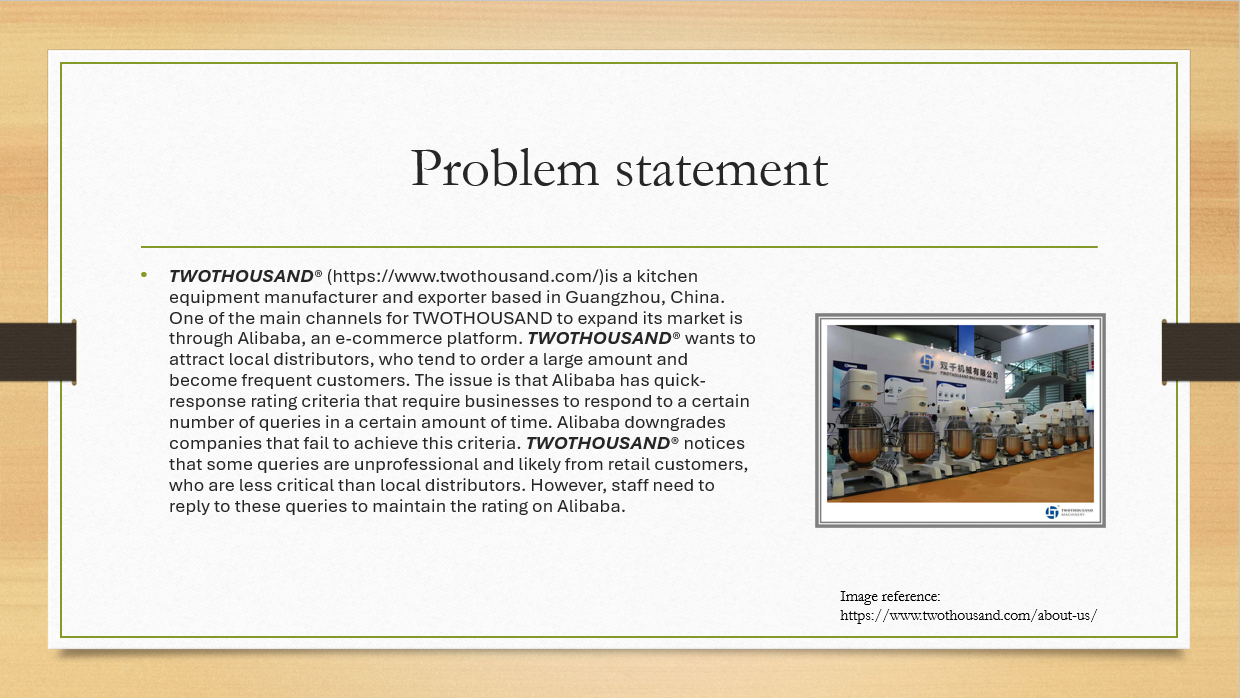 Problem statement
• TWOTHOUSAND® (https://www.twothousand.com/)is a kitchen
equipment manufacturer and exporter based in Guangzhou, China.
One of the main channels for TWOTHOUSAND to expand its market is
through Alibaba, an e-commerce platform. TWOTHOUSAND® wants to
attract local distributors, who tend to order a large amount and
become frequent customers. The issue is that Alibaba has quick-
response rating criteria that require businesses to respond to a certain
number of queries in a certain amount of time. Alibaba downgrades
companies that fail to achieve this criteria. TWOTHOUSAND® notices
that some queries are unprofessional and likely from retail customers,
who are less critical than local distributors. However, staff need to
reply to these queries to maintain the rating on Alibaba.
双千机械有限公司
TWOTHOUSAND MACHINERY CO.,LTD
TWOTHOUSAND
MACHINERY
Image reference:
https://www.twothousand.com/about-us/